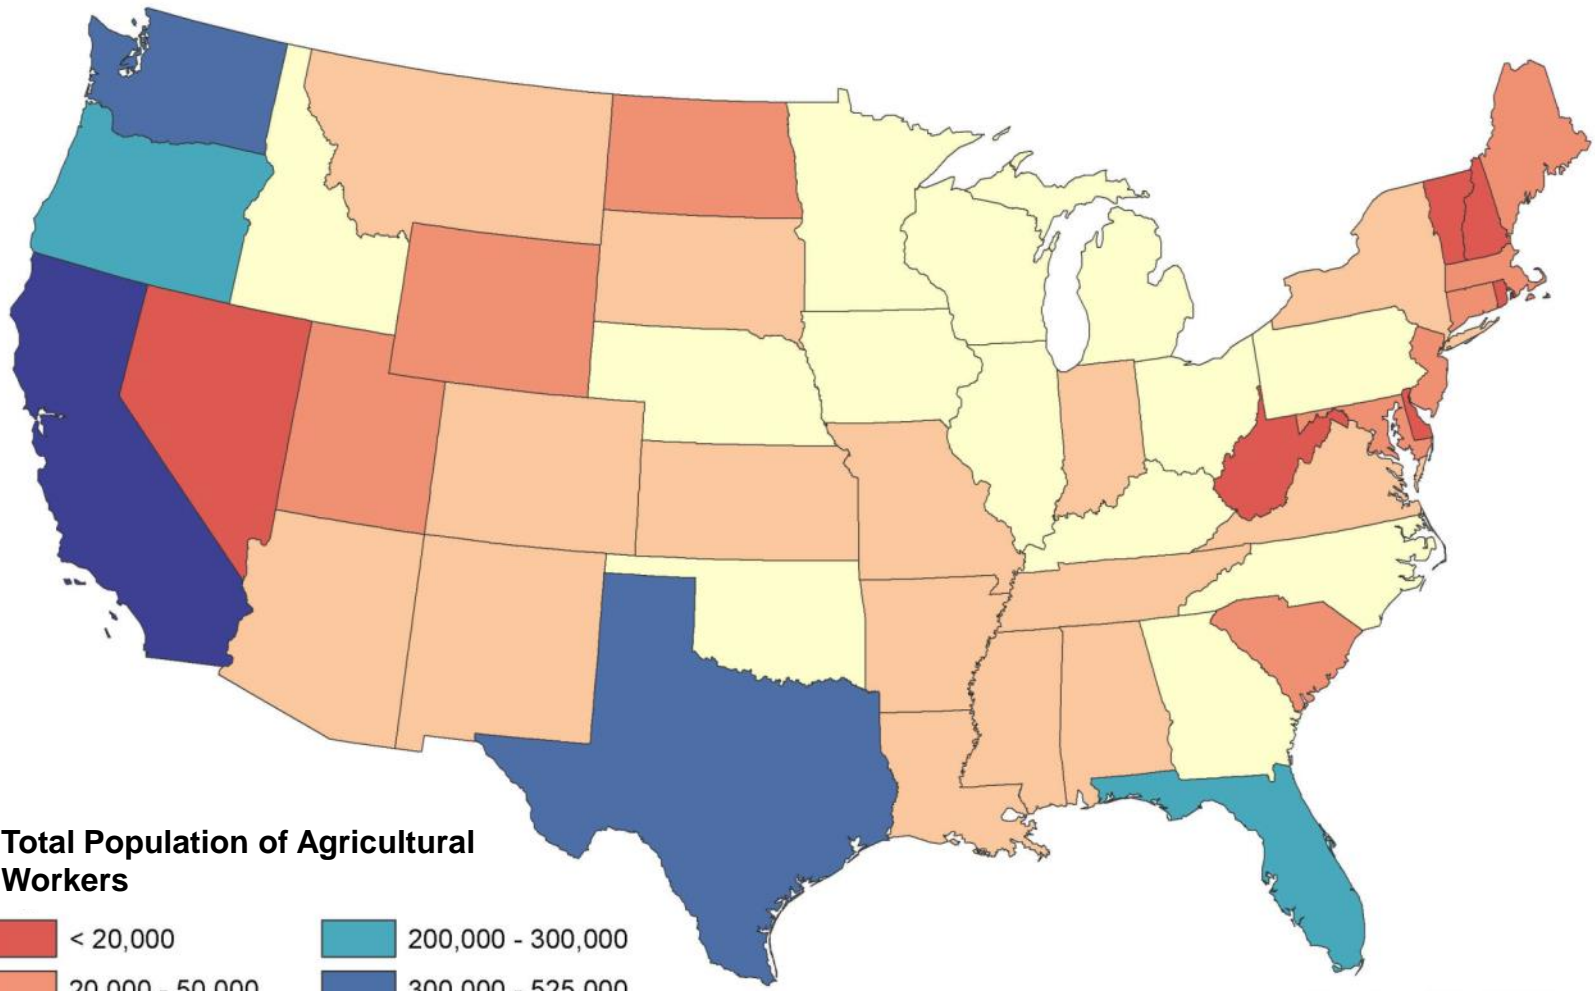 Total Population of Agricultural
Workers
< 20,000
200,000 - 300,000
20,000 - 50,000
300,000 - 525,000